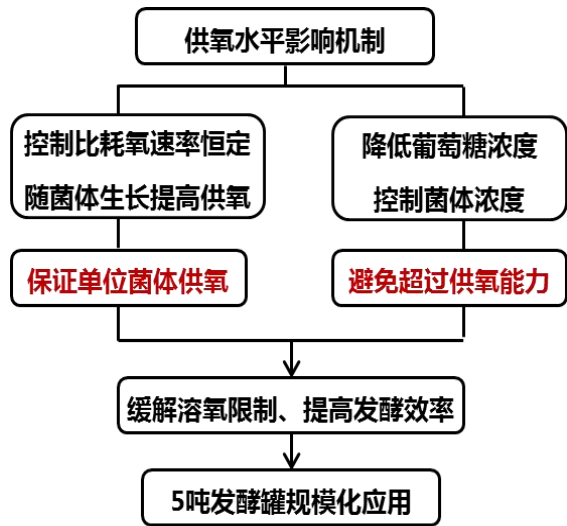 供氧水平影响机制
控制比耗氧速率恒定
随菌体生长提高供氧
降低葡萄糖浓度
控制菌体浓度
保证单位菌体供氧
避免超过供氧能力
缓解溶氧限制、提高发酵效率
5吨发酵罐规模化应用